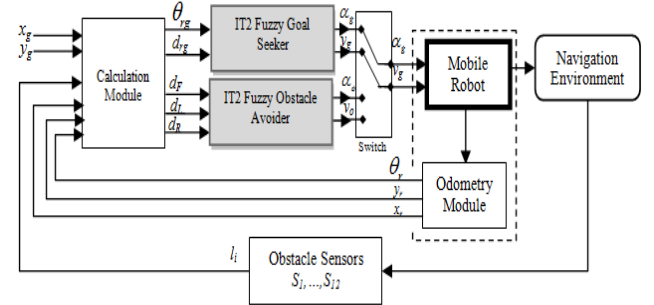 x_g
y_g
Calculation
Module
θ_rg
d_rg
d_F
d_L
d_R
IT2 Fuzzy Goal
Seeker
IT2 Fuzzy Obstacle
Avoider
α_g
v_g
α_o
v_0
Switch
α_g
v_g
Mobile
Robot
Navigation
Environment
Odometry
Module
θ_r
y_r
x_r
l_i
Obstacle Sensors
S_1,...,S_12